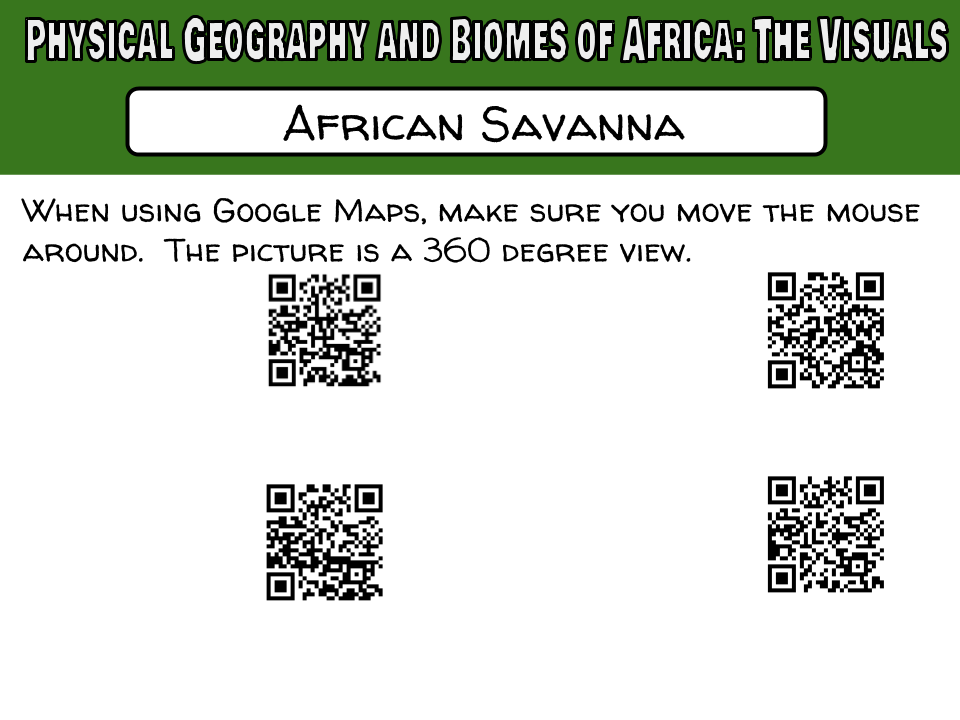 Physical Geography and Biomes of Africa: The Visuals
African Savanna
When using Google Maps, make sure you move the mouse
around. The picture is a 360 degree view.